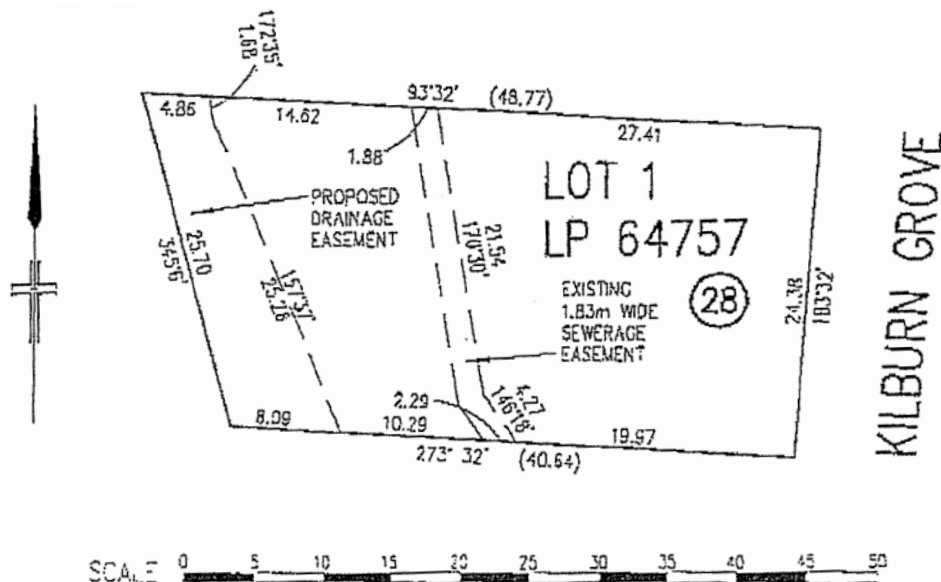 172°35'
1.68
93°32'
(48.77)
4.86
14.62
27.41
1.88
LOT 1
LP 64757
28
PROPOSED
DRAINAGE
EASEMENT
25.70
345°6'
157°37'
25.26
21.54
170°30'
EXISTING
1.83m WIDE
SEWERAGE
EASEMENT
24.38
183°32'
KILBURN GROVE
2.29
4.27
146°18'
8.09
10.29
19.97
273° 32'
(40.64)
SCALE 0 5 10 15 20 25 30 35 40 45 50